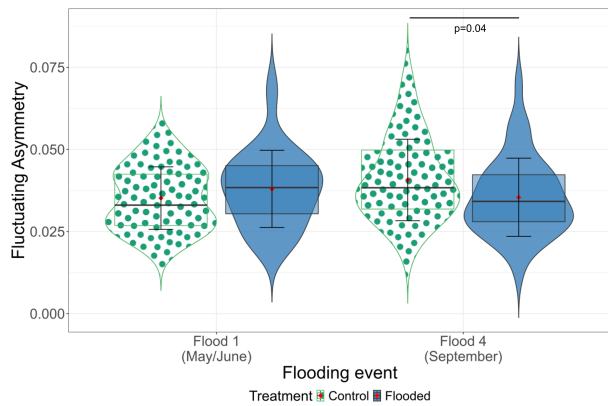 p=0.04
Fluctuating Asymmetry
0.075
0.050
0.025
0.000
Flood 1
(May/June)
Flood 4
(September)
Flooding event
Treatment Control Flooded